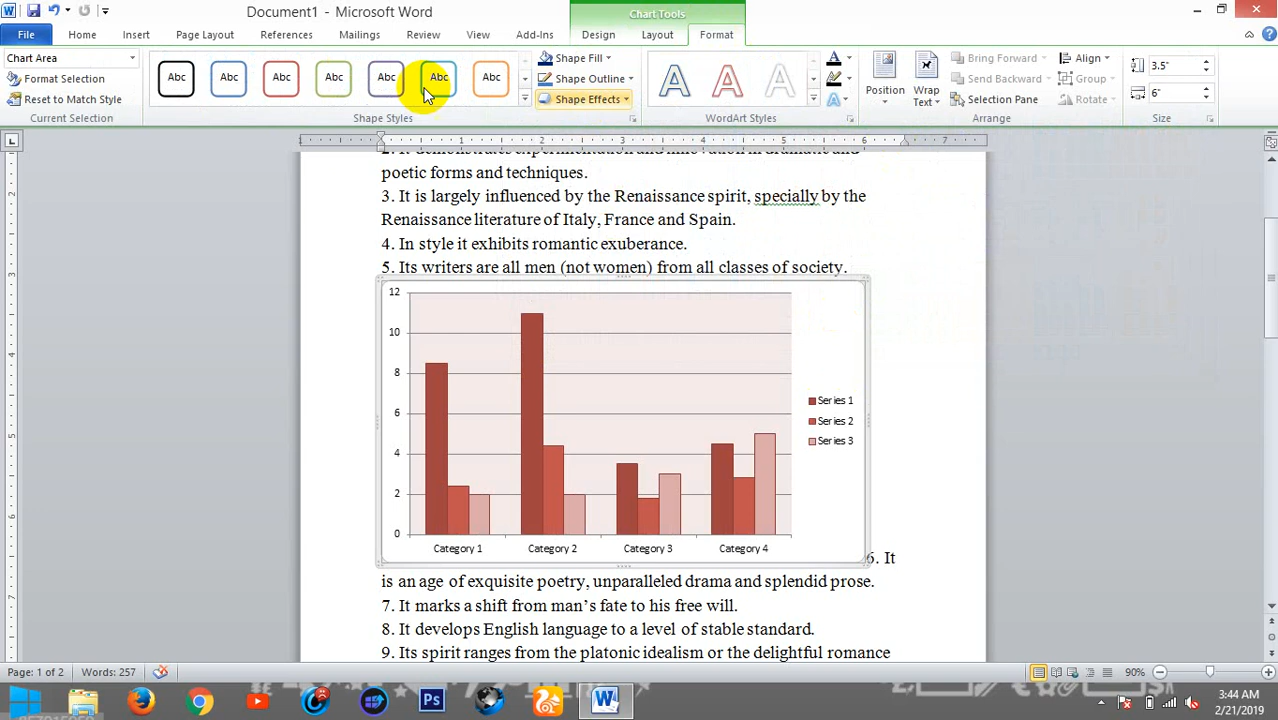 Document1 - Microsoft Word
Chart Tools
File Home Insert Page Layout References Mailings Review View Add-Ins Design Layout Format
Chart Area
Format Selection
Reset to Match Style
Current Selection
Abc Abc Abc Abc Abc Abc Abc
Shape Styles
Shape Fill
Shape Outline
Shape Effects
A A A
WordArt Styles
Position
Wrap Text
Bring Forward
Send Backward
Selection Pane
Align
Group
Rotate
Arrange
3.5"
6"
Size
poetic forms and techniques.
3. It is largely influenced by the Renaissance spirit, specially by the
Renaissance literature of Italy, France and Spain.
4. In style it exhibits romantic exuberance.
5. Its writers are all men (not women) from all classes of society.
12
10
8
6
4
2
0
Category 1 Category 2 Category 3 Category 4
Series 1
Series 2
Series 3
6. It
is an age of exquisite poetry, unparalleled drama and splendid prose.
7. It marks a shift from man's fate to his free will.
8. It develops English language to a level of stable standard.
9. Its spirit ranges from the platonic idealism or the delightful romance
Page: 1 of 2 Words: 257 90%
3:44 AM
2/21/2019